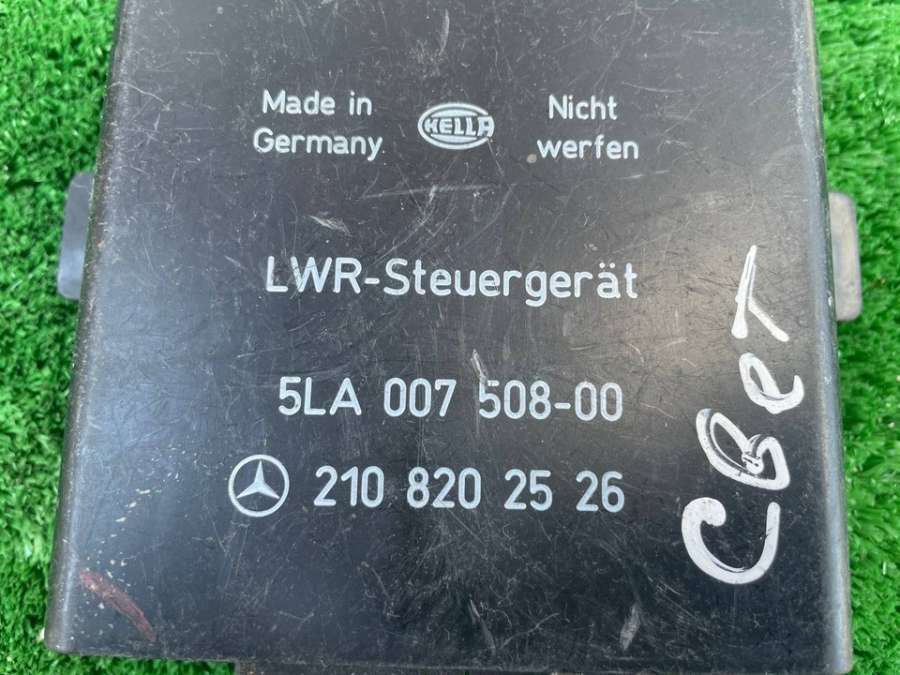 Made in
Germany
HELLA
Nicht
werfen
LWR-Steuergerät
5LA 007 508-00
210 820 25 26
Свет